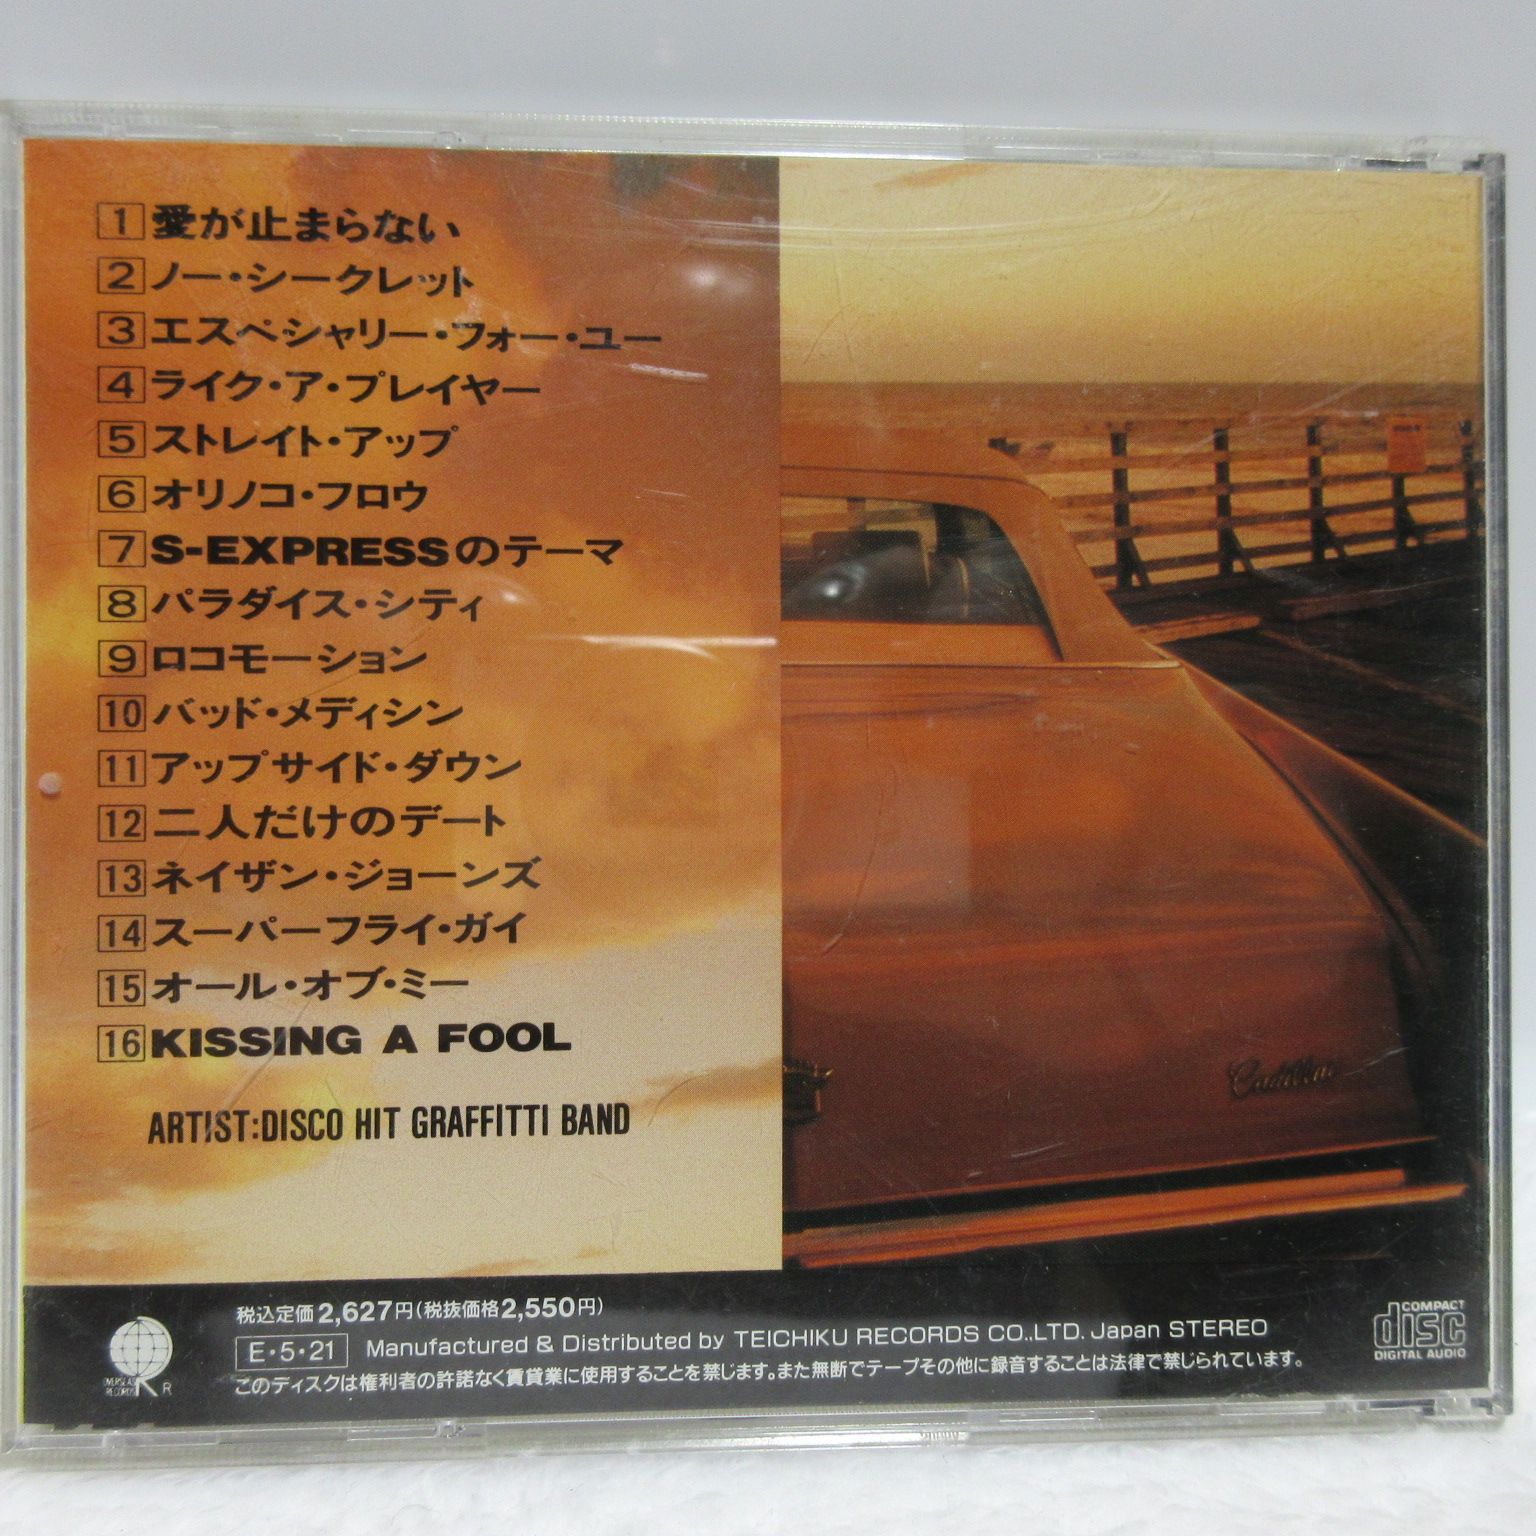 1 愛が止まらない
2 ノー・シークレット
3 エスペシャリー・フォー・ユー
4 ライク・ア・プレイヤー
5 ストレイト・アップ
6 オリノコ・フロウ
7 S-EXPRESSのテーマ
8 パラダイス・シティ
9 ロコモーション
10 バッド・メディシン
11 アップサイド・ダウン
12 二人だけのデート
13 ネイザン・ジョーンズ
14 スーパーフライ・ガイ
15 オール・オブ・ミー
16 KISSING A FOOL
ARTIST:DISCO HIT GRAFFITTI BAND
Cadillac
税込定価2,627円(税抜価格2,550円)
E・5・21 Manufactured & Distributed by TEICHIKU RECORDS CO.,LTD. Japan STEREO
このディスクは権利者の許諾なく賃貸業に使用することを禁じます。また無断でテープその他に録音することは法律で禁じられています。
OVERSEAS RECORDS R
COMPACT disc DIGITAL AUDIO